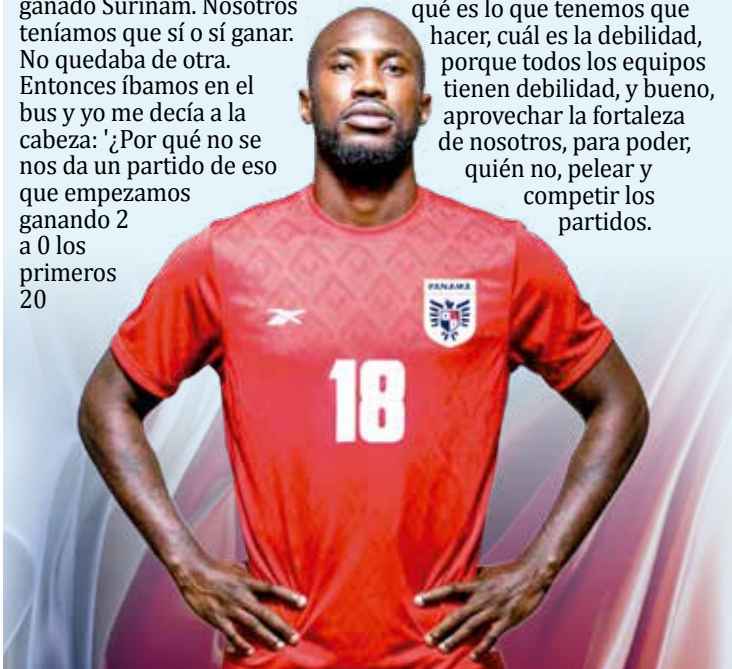 ganado Surinam. Nosotros
teníamos que sí o sí ganar.
No quedaba de otra.
Entonces íbamos en el
bus y yo me decía a la
cabeza: '¿Por qué no se
nos da un partido de eso
que empezamos
ganando 2
a 0 los
primeros
20
qué es lo que tenemos que
hacer, cuál es la debilidad,
porque todos los equipos
tienen debilidad, y bueno,
aprovechar la fortaleza
de nosotros, para poder,
quién no, pelear y
competir los
partidos.
PANAMA
18